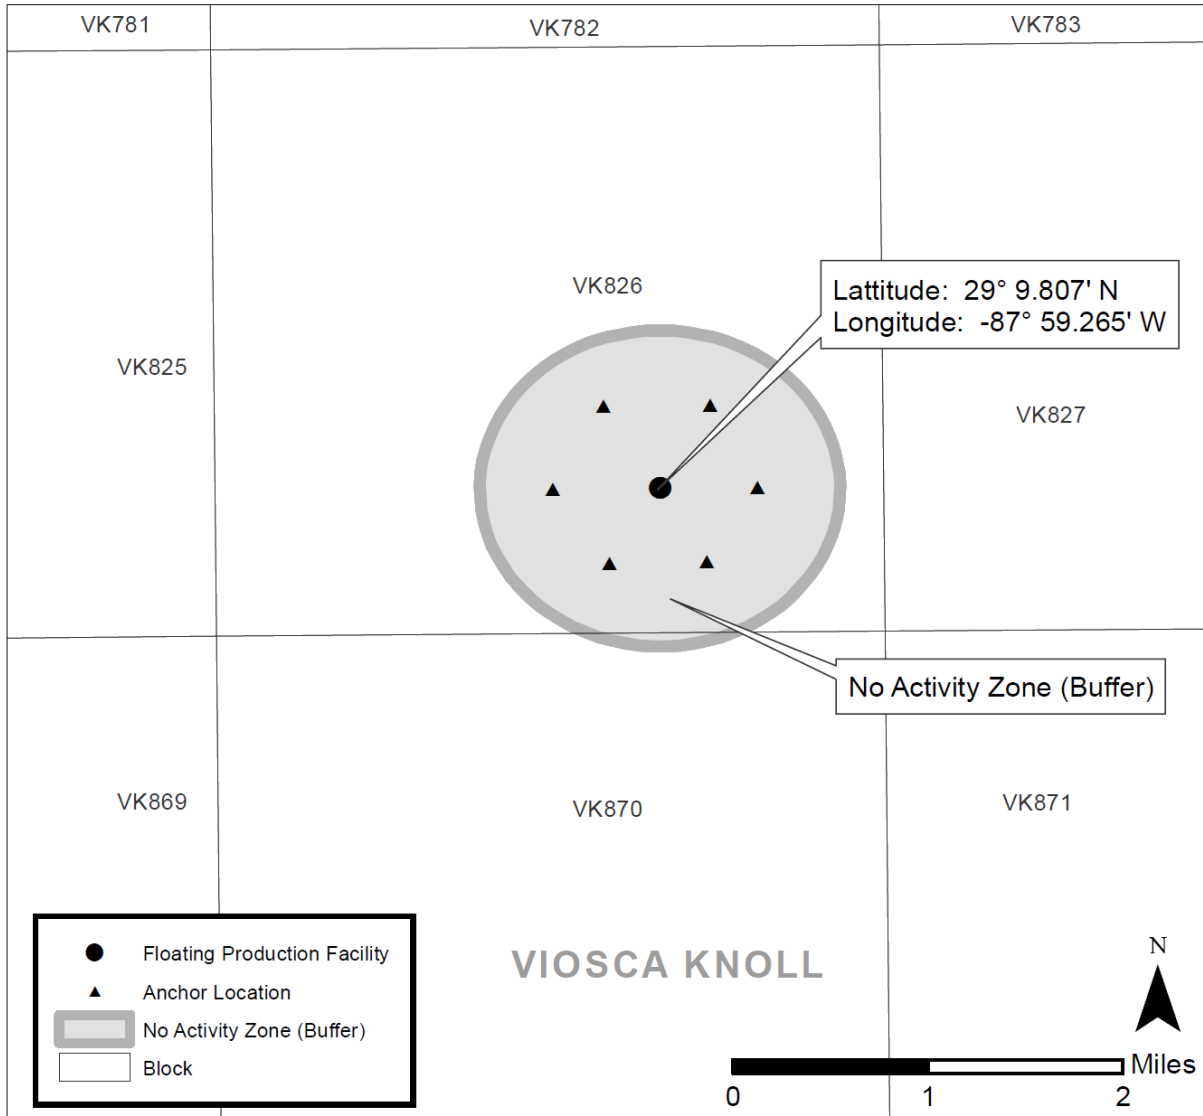 VK781
VK782
VK783
VK826
Lattitude:  29° 9.807' N
Longitude:  -87° 59.265' W
VK825
VK827
No Activity Zone (Buffer)
VK869
VK870
VK871
Floating Production Facility
Anchor Location
No Activity Zone (Buffer)
Block
VIOSCA KNOLL
N
Miles
0 1 2